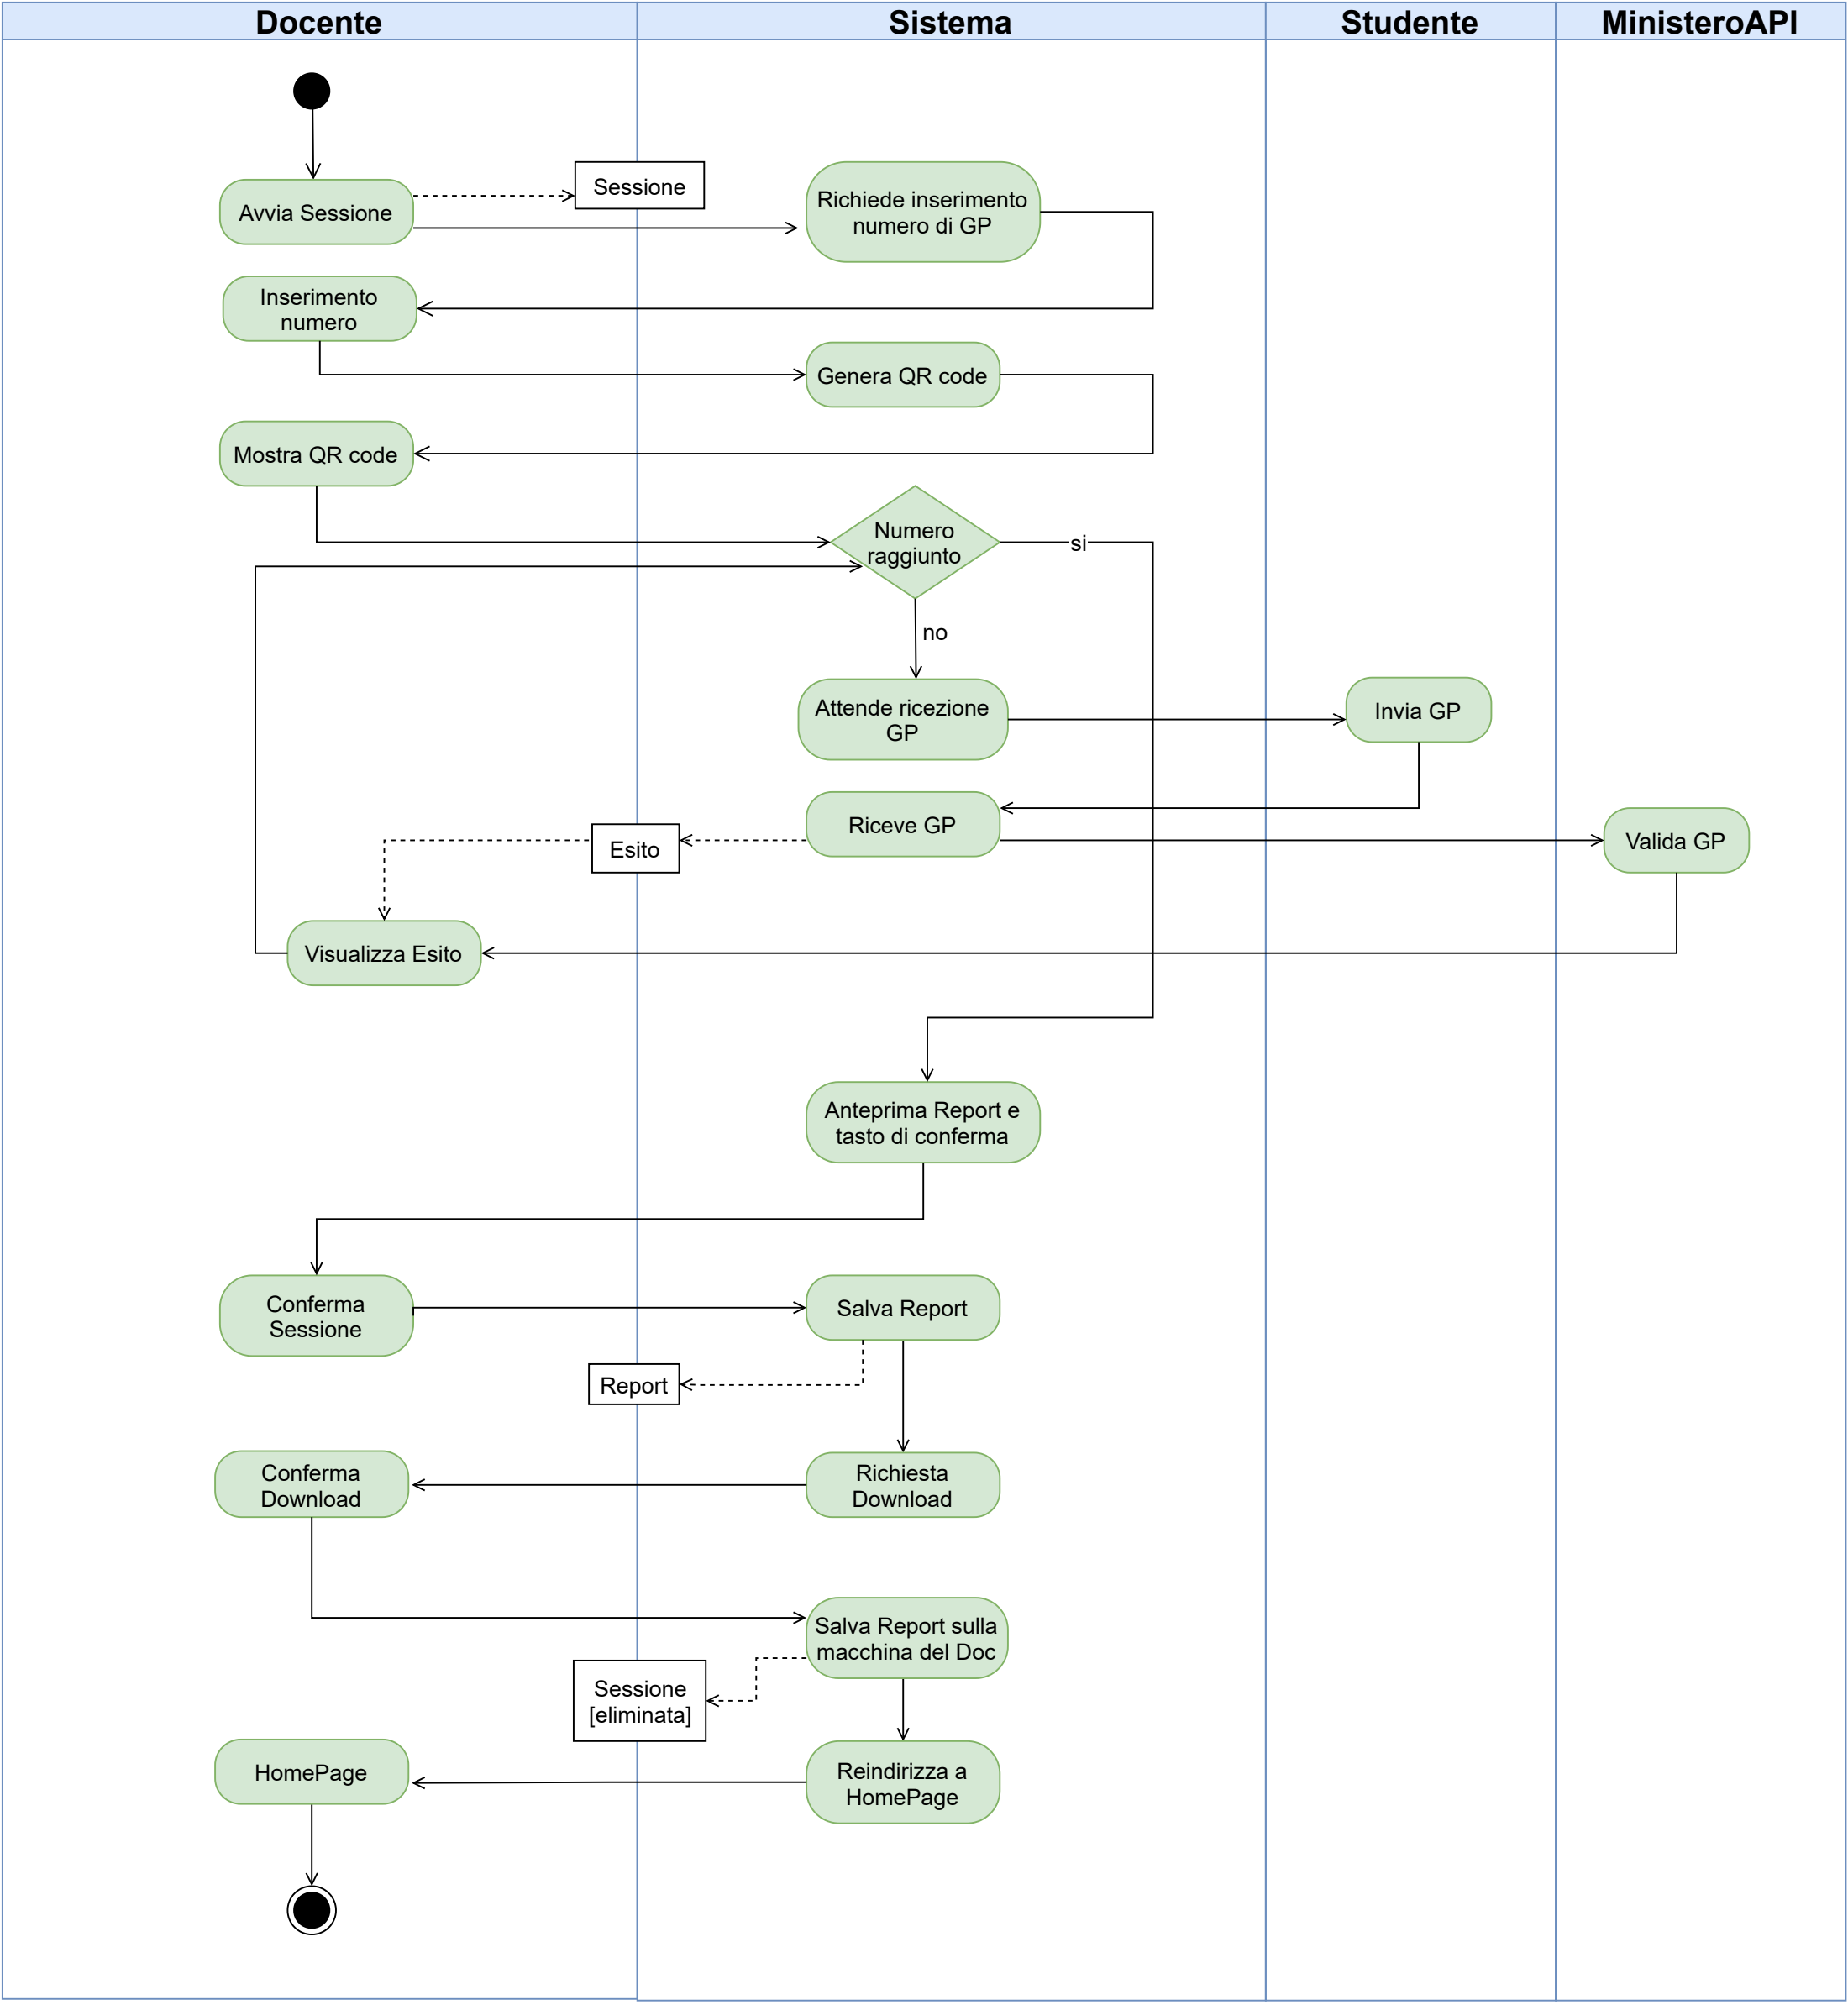 Docente
Sistema
Studente
MinisteroAPI
Avvia Sessione
Sessione
Richiede inserimento
numero di GP
Inserimento
numero
Genera QR code
Mostra QR code
Numero
raggiunto
si
no
Attende ricezione
GP
Invia GP
Riceve GP
Esito
Valida GP
Visualizza Esito
Anteprima Report e
tasto di conferma
Conferma
Sessione
Salva Report
Report
Conferma
Download
Richiesta
Download
Salva Report sulla
macchina del Doc
Sessione
[eliminata]
HomePage
Reindirizza a
HomePage